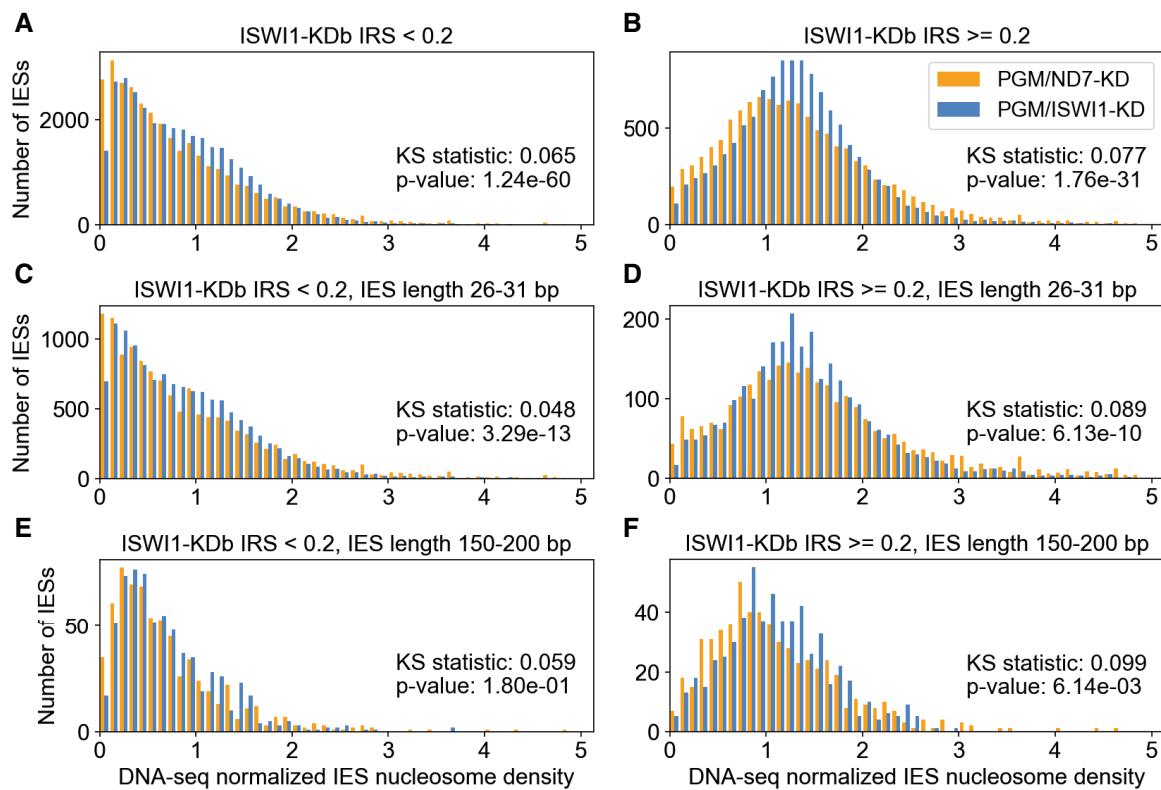 A
ISWI1-KDb IRS < 0.2
Number of IESs
2000
0
KS statistic: 0.065
p-value: 1.24e-60
0 1 2 3 4 5
B
ISWI1-KDb IRS >= 0.2
500
0
PGM/ND7-KD
PGM/ISWI1-KD
KS statistic: 0.077
p-value: 1.76e-31
0 1 2 3 4 5
C
ISWI1-KDb IRS < 0.2, IES length 26-31 bp
Number of IESs
1000
500
0
KS statistic: 0.048
p-value: 3.29e-13
0 1 2 3 4 5
D
ISWI1-KDb IRS >= 0.2, IES length 26-31 bp
200
100
0
KS statistic: 0.089
p-value: 6.13e-10
0 1 2 3 4 5
E
ISWI1-KDb IRS < 0.2, IES length 150-200 bp
Number of IESs
50
0
KS statistic: 0.059
p-value: 1.80e-01
0 1 2 3 4 5
DNA-seq normalized IES nucleosome density
F
ISWI1-KDb IRS >= 0.2, IES length 150-200 bp
40
20
0
KS statistic: 0.099
p-value: 6.14e-03
0 1 2 3 4 5
DNA-seq normalized IES nucleosome density